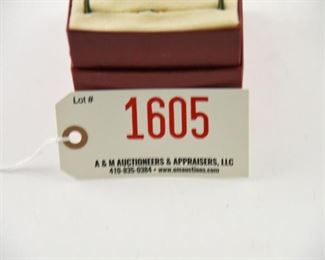 Lot #
1605
A & M AUCTIONEERS & APPRAISERS, LLC
410-835-0384 • www.amauctions.com